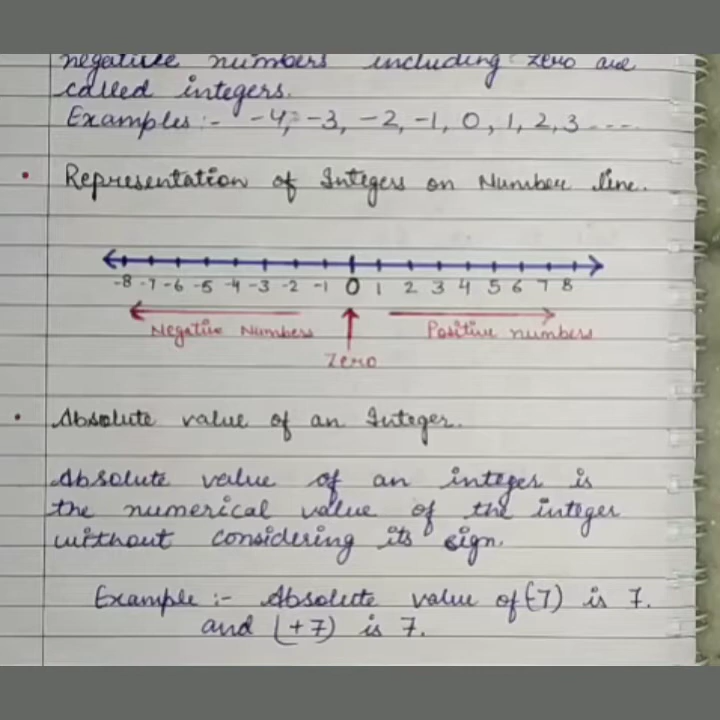 negative numbers including zero are
called integers.
Examples :- -4, -3, -2, -1, 0, 1, 2, 3 ----
• Representation of Integers on Number line.
-8 -7 -6 -5 -4 -3 -2 -1 0 1 2 3 4 5 6 7 8
Negative Numbers Positive numbers
Zero
• Absolute value of an Integer.
Absolute value of an integer is
the numerical value of the integer
without considering its sign.
Example :- Absolute value of (-7) is 7.
and (+7) is 7.